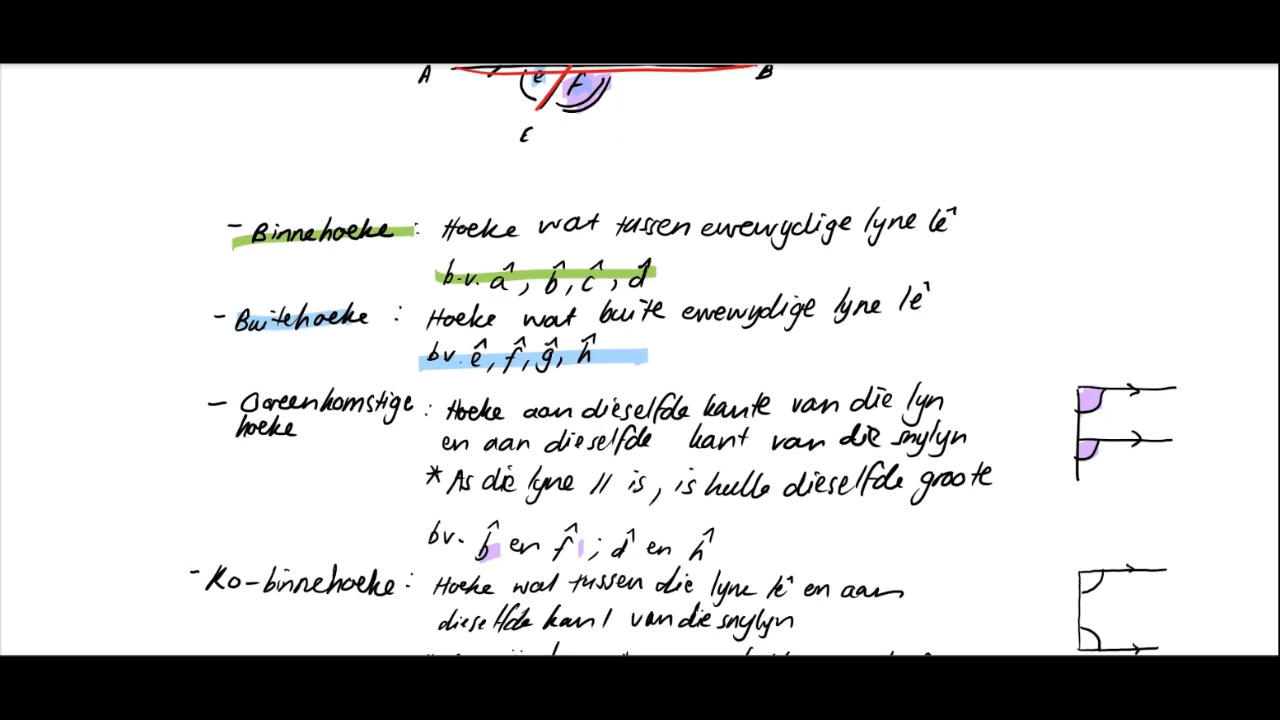 A e f B
E
- Binnehoeke : Hoeke wat tussen ewewydige lyne lê
b.v. â, b̂, ĉ, d̂
- Buitehoeke : Hoeke wat buite ewewydige lyne lê
bv. ê, f̂, ĝ, ĥ
- Ooreenkomstige hoeke : Hoeke aan dieselfde kante van die lyn
en aan dieselfde kant van die snylyn
* As die lyne // is, is hulle dieselfde groote
bv. b̂ en f̂ ; d̂ en ĥ
- Ko-binnehoeke : Hoeke wat tussen die lyne lê en aan
dieselfde kant van die snylyn